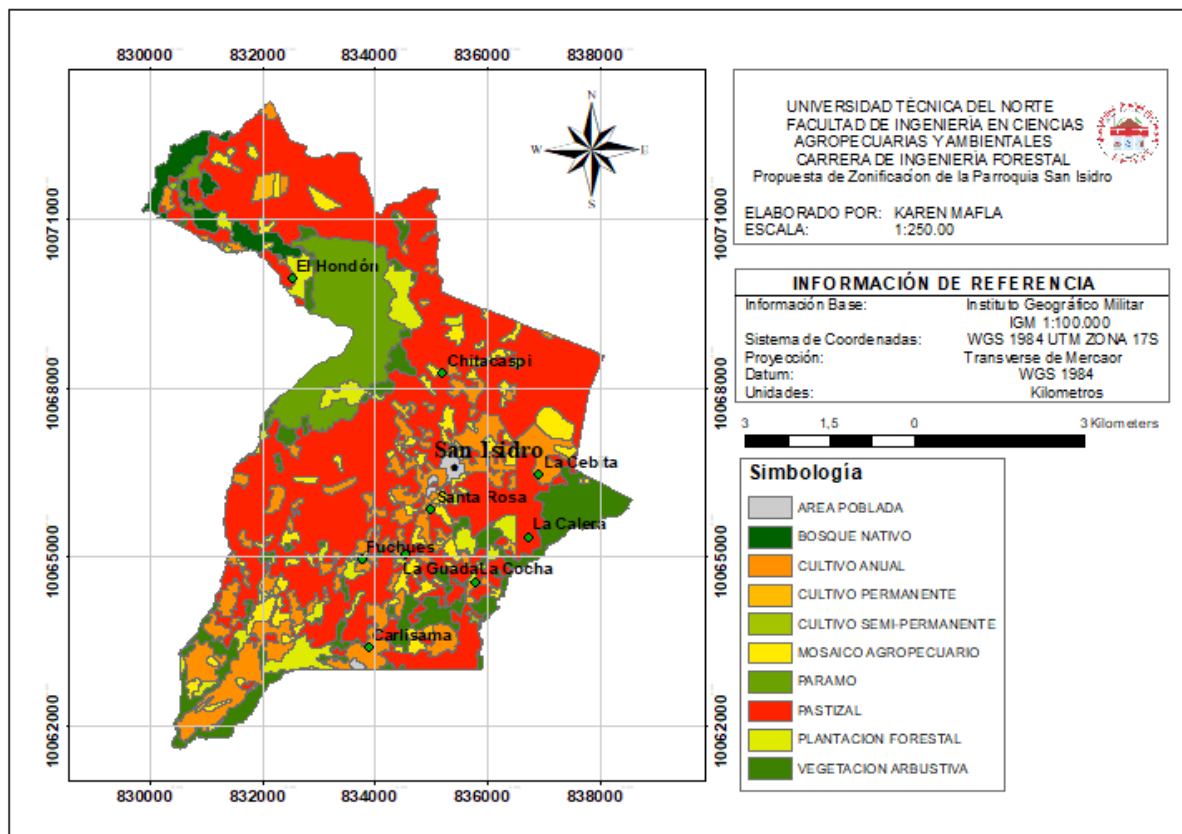 830000 832000 834000 836000 838000
10071000
10068000
10065000
10062000
10071000
10068000
10065000
10062000
830000 832000 834000 836000 838000
N
W E
S
El Hondón
Chitacaspi
San Isidro
La Cebita
Santa Rosa
La Calera
Fuchues
La Guada La Cocha
Carlisama
UNIVERSIDAD TÉCNICA DEL NORTE
FACULTAD DE INGENIERÍA EN CIENCIAS
AGROPECUARIAS Y AMBIENTALES
CARRERA DE INGENIERÍA FORESTAL
Propuesta de Zonificación de la Parroquia San Isidro
ELABORADO POR: KAREN MAFLA
ESCALA: 1:250.00
INFORMACIÓN DE REFERENCIA
Información Base: Instituto Geográfico Militar
IGM 1:100.000
Sistema de Coordenadas: WGS 1984 UTM ZONA 17S
Proyección: Transverse de Mercaor
Datum: WGS 1984
Unidades: Kilometros
3 1,5 0 3 Kilometers
Simbología
AREA POBLADA
BOSQUE NATIVO
CULTIVO ANUAL
CULTIVO PERMANENTE
CULTIVO SEMI-PERMANENTE
MOSAICO AGROPECUARIO
PARAMO
PASTIZAL
PLANTACION FORESTAL
VEGETACION ARBUSTIVA